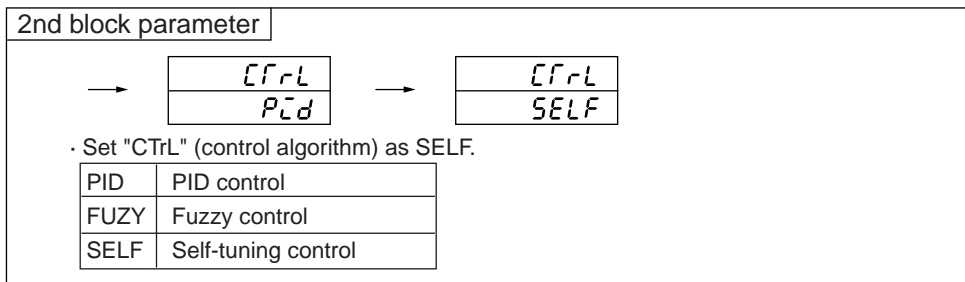 2nd block parameter
CTrL CTrL
Pid SELF
· Set "CTrL" (control algorithm) as SELF.
PID PID control
FUZY Fuzzy control
SELF Self-tuning control